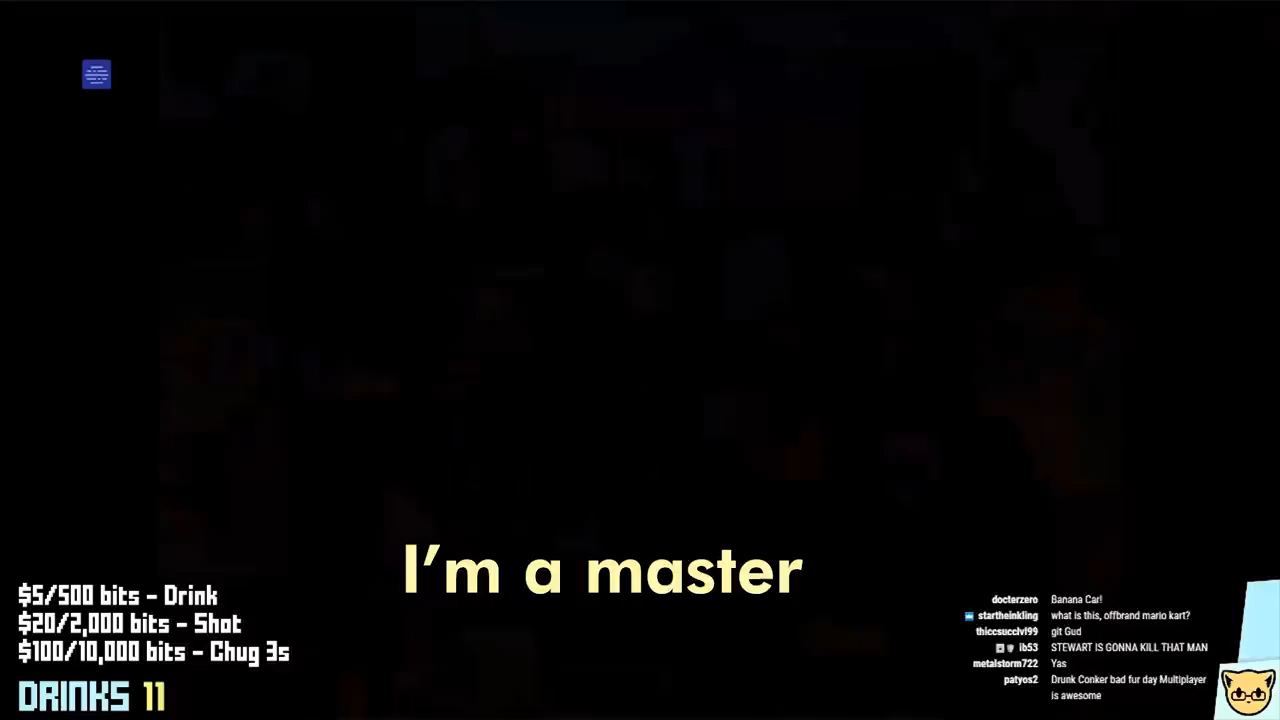 I’m a master
$5/500 bits - Drink
$20/2,000 bits - Shot
$100/10,000 bits - Chug 3s
DRINKS 11
docterzero Banana Car!
startheinkling what is this, offbrand mario kart?
thiccsucclvl99 git Gud
ib53 STEWART IS GONNA KILL THAT MAN
metalstorm722 Yas
patyos2 Drunk Conker bad fur day Multiplayer
is awesome